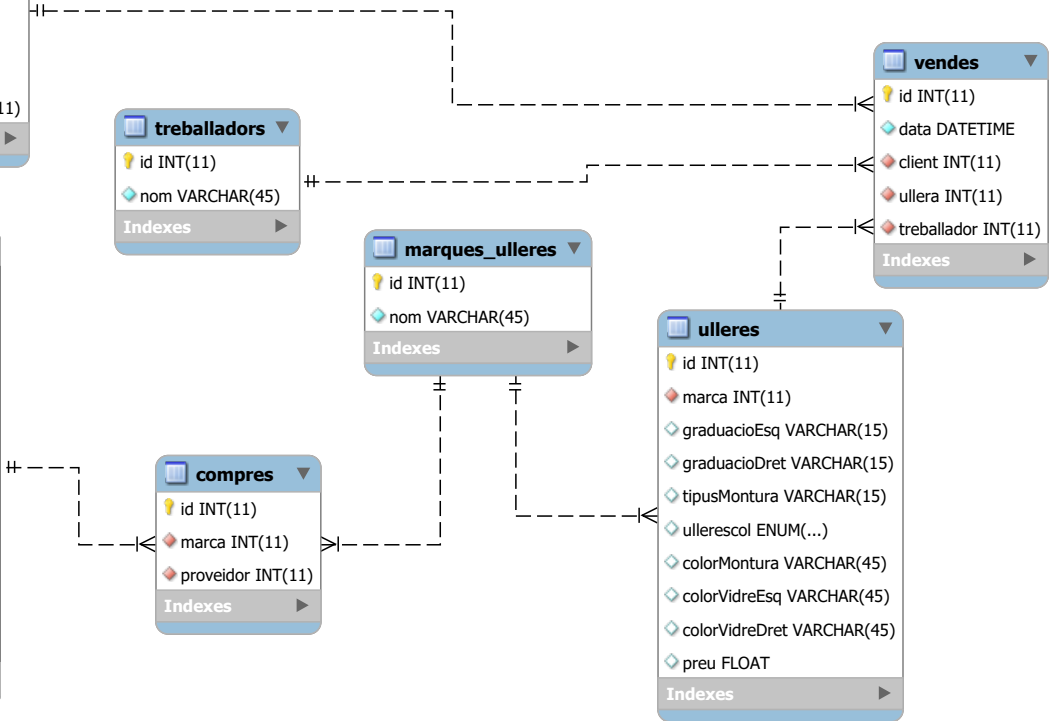 11)
treballadors
id INT(11)
nom VARCHAR(45)
Indexes
marques_ulleres
id INT(11)
nom VARCHAR(45)
Indexes
compres
id INT(11)
marca INT(11)
proveidor INT(11)
Indexes
vendes
id INT(11)
data DATETIME
client INT(11)
ullera INT(11)
treballador INT(11)
Indexes
ulleres
id INT(11)
marca INT(11)
graduacioEsq VARCHAR(15)
graduacioDret VARCHAR(15)
tipusMontura VARCHAR(15)
ullerescol ENUM(...)
colorMontura VARCHAR(45)
colorVidreEsq VARCHAR(45)
colorVidreDret VARCHAR(45)
preu FLOAT
Indexes